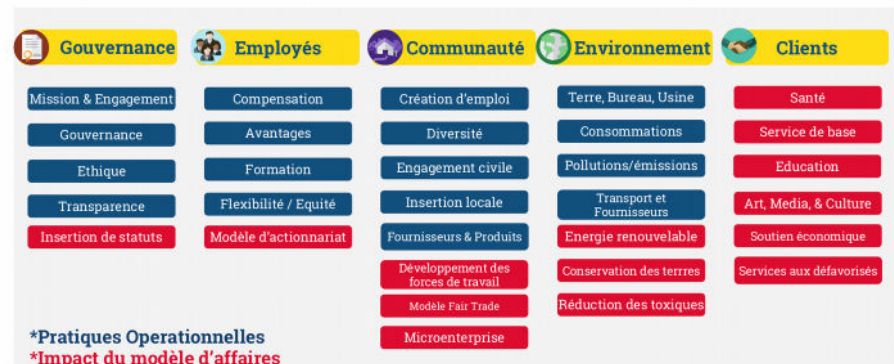 Gouvernance
Employés
Communauté
Environnement
Clients
Mission & Engagement
Gouvernance
Ethique
Transparence
Insertion de statuts
Compensation
Avantages
Formation
Flexibilité / Equité
Modèle d'actionnariat
Création d'emploi
Diversité
Engagement civile
Insertion locale
Fournisseurs & Produits
Développement des
forces de travail
Modèle Fair Trade
Microenterprise
Terre, Bureau, Usine
Consommations
Pollutions/émissions
Transport et
Fournisseurs
Energie renouvelable
Conservation des terrres
Réduction des toxiques
Santé
Service de base
Education
Art, Media, & Culture
Soutien économique
Services aux défavorisés
*Pratiques Operationnelles
*Impact du modèle d'affaires